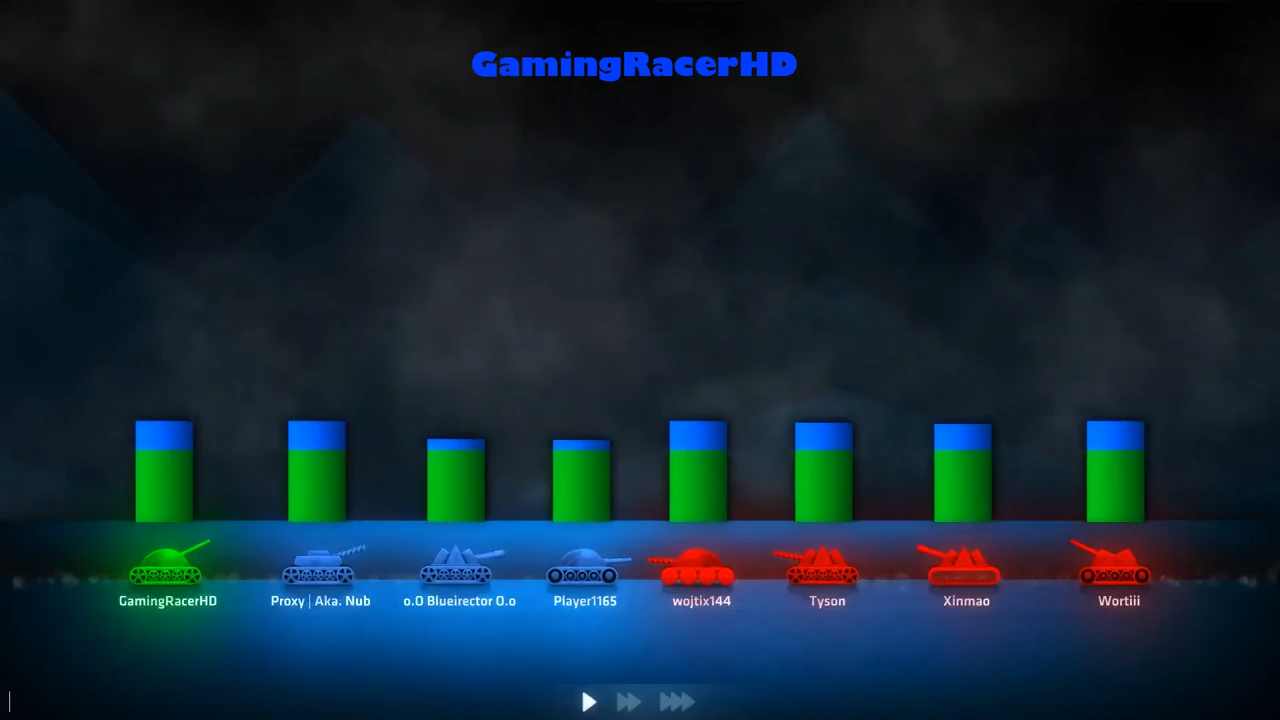 GamingRacerHD
GamingRacerHD
Proxy | Aka. Nub
o.O Blueirector O.o
Player1165
wojtix144
Tyson
Xinmao
Wortiii